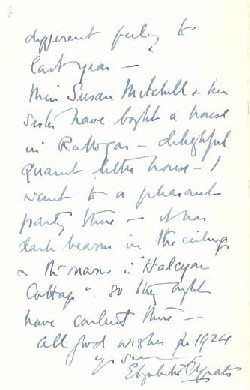 different feeling to
last year —
Miss Susan Mitchell & her
sister have bought a house
in Rathgar — delightful
quaint little house — I
went to a pleasant
party there — it has
dark beams in the ceilings
& the name is "Halcyon
Cottage" so they ought
have content there —
all good wishes for 1924
yrs
Elizabeth C Yeats